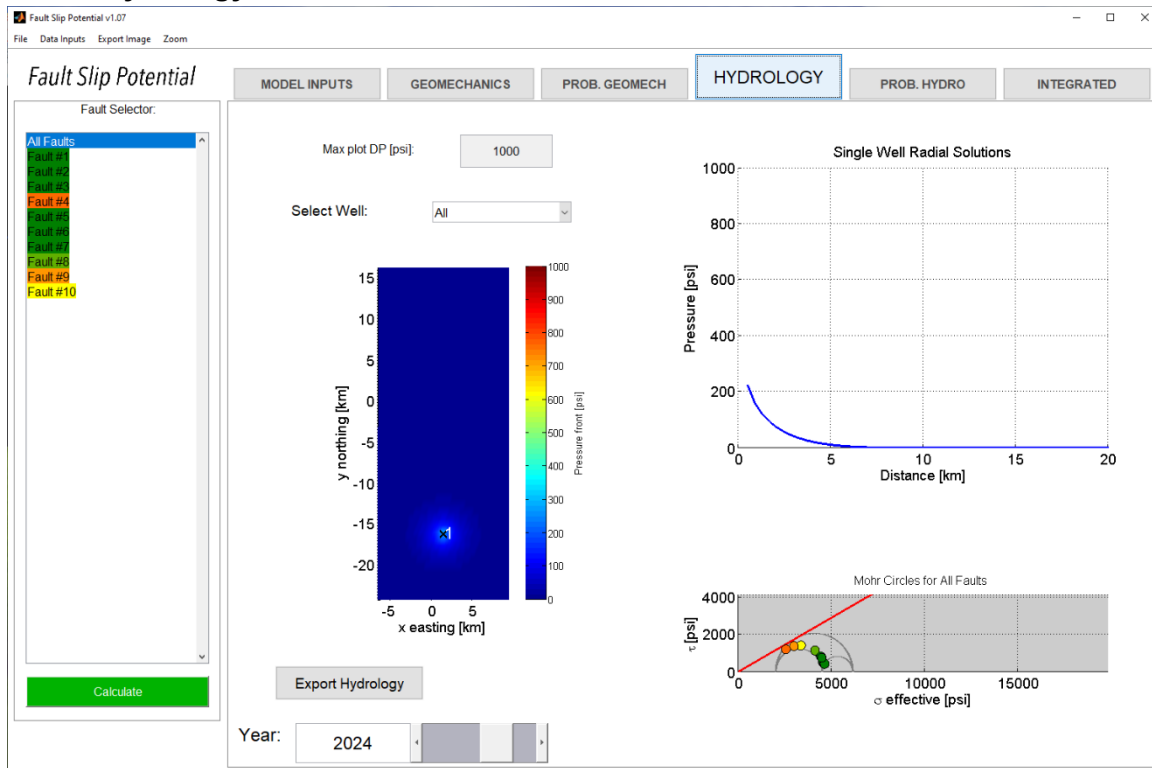 Fault Slip Potential v1.07
File Data Inputs Export Image Zoom
Fault Slip Potential
MODEL INPUTS
GEOMECHANICS
PROB. GEOMECH
HYDROLOGY
PROB. HYDRO
INTEGRATED
Fault Selector:
All Faults
Fault #1
Fault #2
Fault #3
Fault #4
Fault #5
Fault #6
Fault #7
Fault #8
Fault #9
Fault #10
Calculate
Max plot DP [psi]:
1000
Select Well:
All
15
10
5
0
-5
-10
-15
-20
y northing [km]
-5 0 5
x easting [km]
1
1000
900
800
700
600
500
400
300
200
100
0
Pressure front [psi]
Export Hydrology
Year:
2024
Single Well Radial Solutions
1000
800
600
400
200
0
Pressure [psi]
0 5 10 15 20
Distance [km]
Mohr Circles for All Faults
4000
2000
0
τ [psi]
0 5000 10000 15000
σ effective [psi]